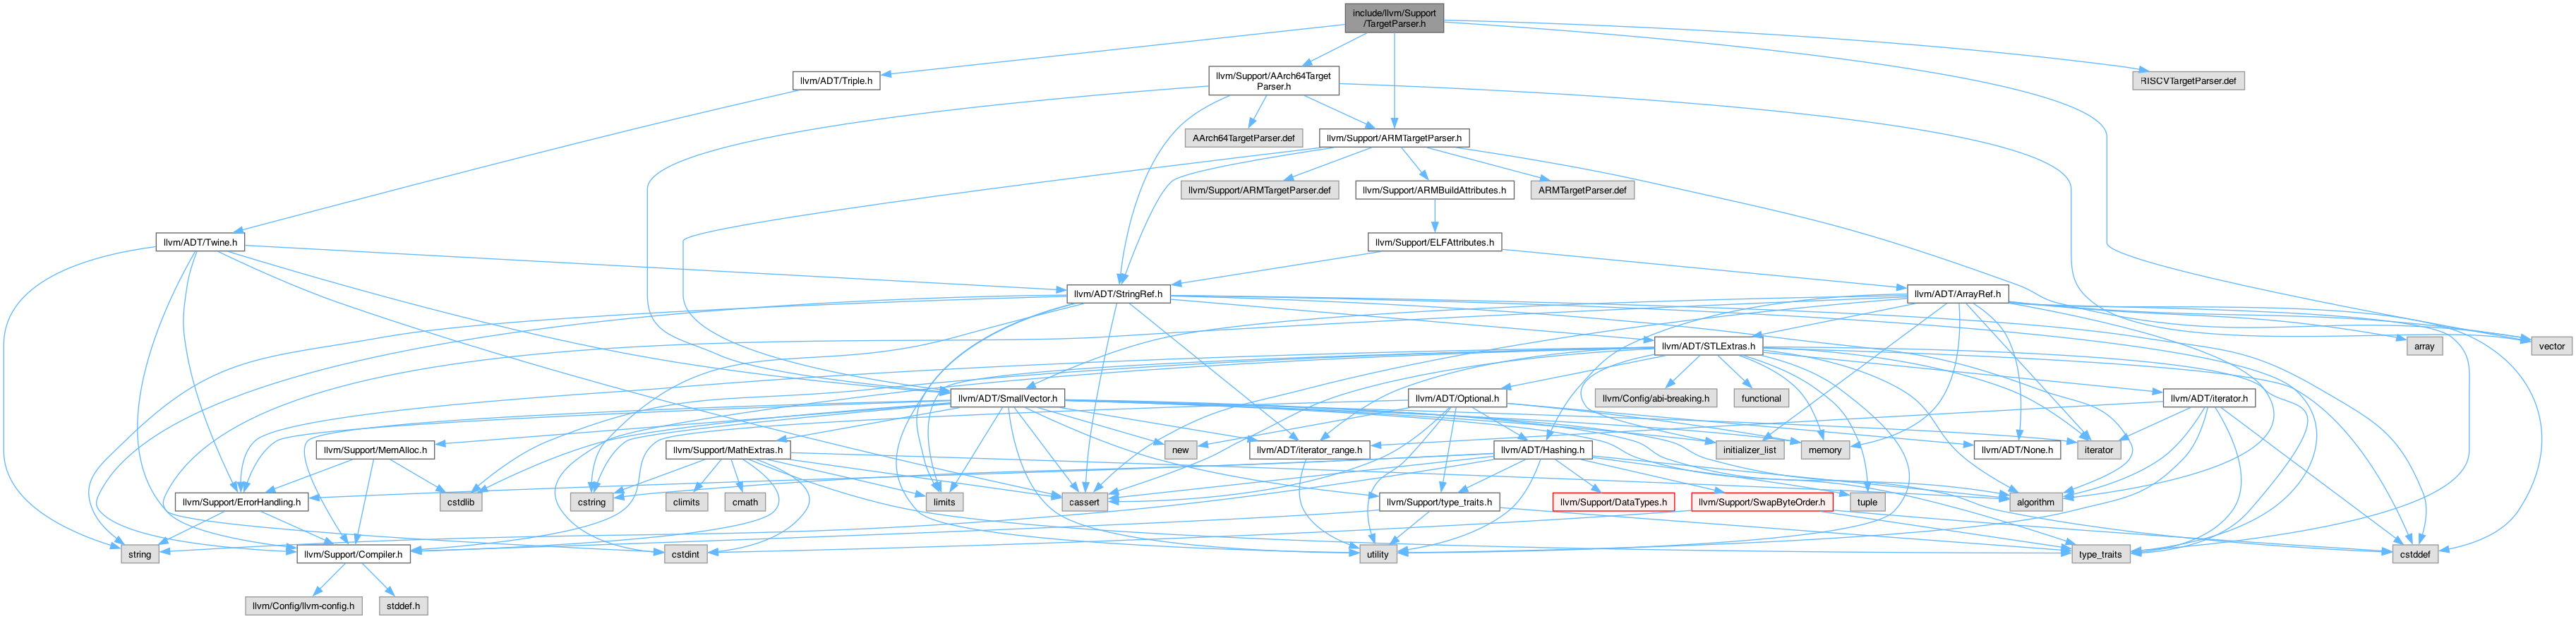 include/llvm/Support
/TargetParser.h
llvm/ADT/Triple.h
llvm/Support/AArch64Target
Parser.h
RISCVTargetParser.def
AArch64TargetParser.def
llvm/Support/ARMTargetParser.h
llvm/Support/ARMTargetParser.def
llvm/Support/ARMBuildAttributes.h
ARMTargetParser.def
llvm/ADT/Twine.h
llvm/Support/ELFAttributes.h
llvm/ADT/StringRef.h
llvm/ADT/ArrayRef.h
llvm/ADT/STLExtras.h
array
vector
llvm/ADT/SmallVector.h
llvm/ADT/Optional.h
llvm/Config/abi-breaking.h
functional
llvm/ADT/iterator.h
llvm/Support/MemAlloc.h
llvm/Support/MathExtras.h
new
llvm/ADT/iterator_range.h
llvm/ADT/Hashing.h
initializer_list
memory
llvm/ADT/None.h
iterator
llvm/Support/ErrorHandling.h
cstdlib
cstring
climits
cmath
limits
cassert
llvm/Support/type_traits.h
llvm/Support/DataTypes.h
llvm/Support/SwapByteOrder.h
tuple
algorithm
string
llvm/Support/Compiler.h
cstdint
utility
type_traits
cstddef
llvm/Config/llvm-config.h
stddef.h